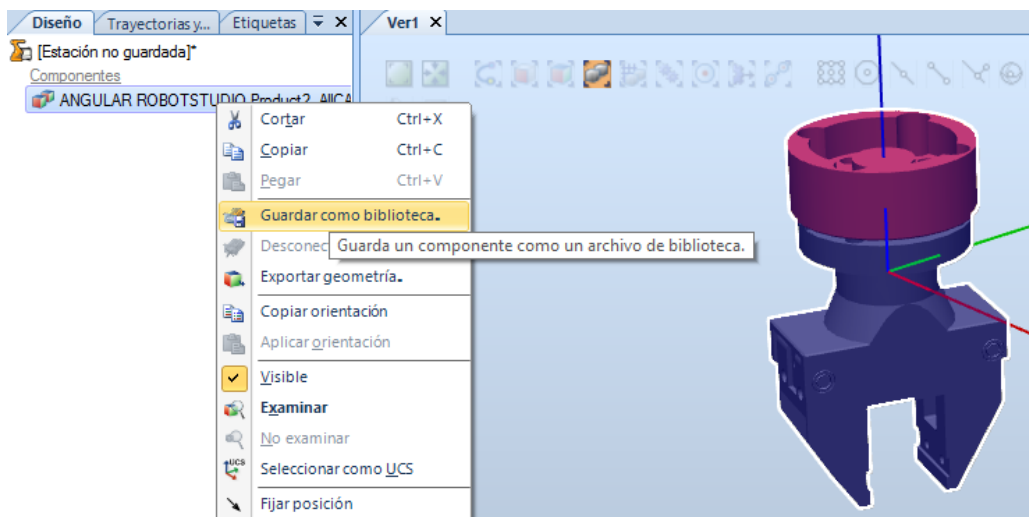 Diseño Trayectorias y... Etiquetas Ver1
[Estación no guardada]*
Componentes
ANGULAR ROBOTSTUDIO Product2_AllCA
Cortar Ctrl+X
Copiar Ctrl+C
Pegar Ctrl+V
Guardar como biblioteca.
Desconec
Guarda un componente como un archivo de biblioteca.
Exportar geometría.
Copiar orientación
Aplicar orientación
Visible
Examinar
No examinar
UCS Seleccionar como UCS
Fijar posición